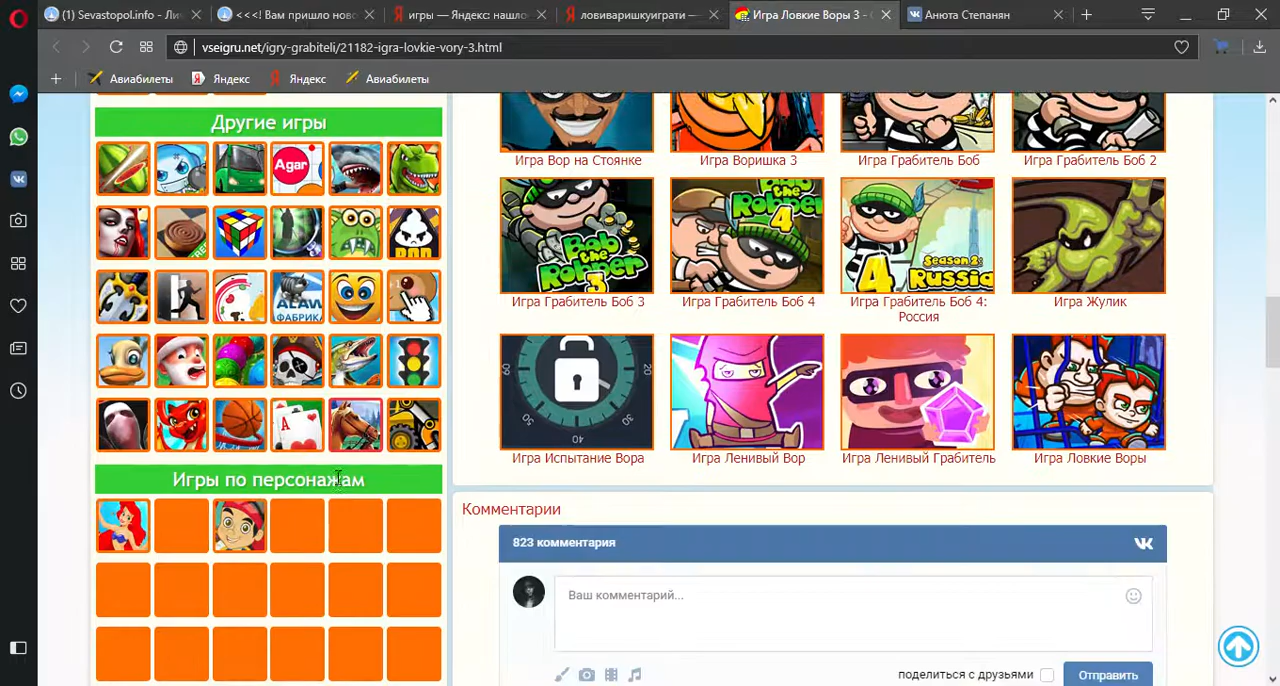 (1) Sevastopol.info - Ли
<<<! Вам пришло ново
игры — Яндекс: нашло
ловиваришкуиграти —
Игра Ловкие Воры 3 -
Анюта Степанян
vseigru.net/igry-grabiteli/21182-igra-lovkie-vory-3.html
Авиабилеты
Яндекс
Яндекс
Авиабилеты
Другие игры
Agar
ФАБРИКА
Игры по персонажам
Игра Вор на Стоянке
Игра Воришка 3
Игра Грабитель Боб
Игра Грабитель Боб 2
Bob the Robber 3
Bob the Robber 4
4 Season 2: Russia
Игра Грабитель Боб 3
Игра Грабитель Боб 4
Игра Грабитель Боб 4:
Россия
Игра Жулик
Игра Испытание Вора
Игра Ленивый Вор
Игра Ленивый Грабитель
Игра Ловкие Воры
Комментарии
823 комментария
Ваш комментарий...
поделиться с друзьями
Отправить